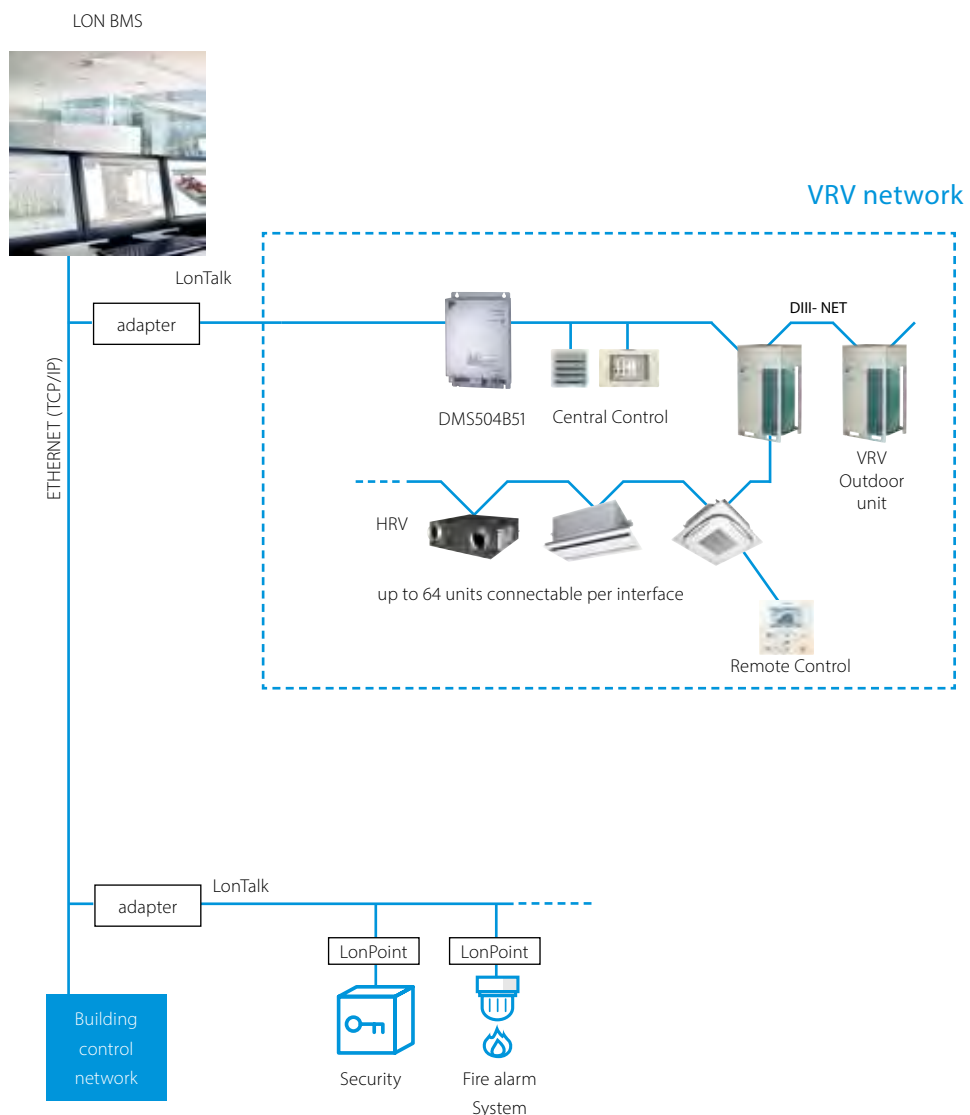 LON BMS
VRV network
LonTalk
adapter
DIII- NET
ETHERNET (TCP/IP)
DMS504B51
Central Control
VRV
Outdoor
unit
HRV
up to 64 units connectable per interface
Remote Control
LonTalk
adapter
LonPoint
LonPoint
Building
control
network
Security
Fire alarm
System